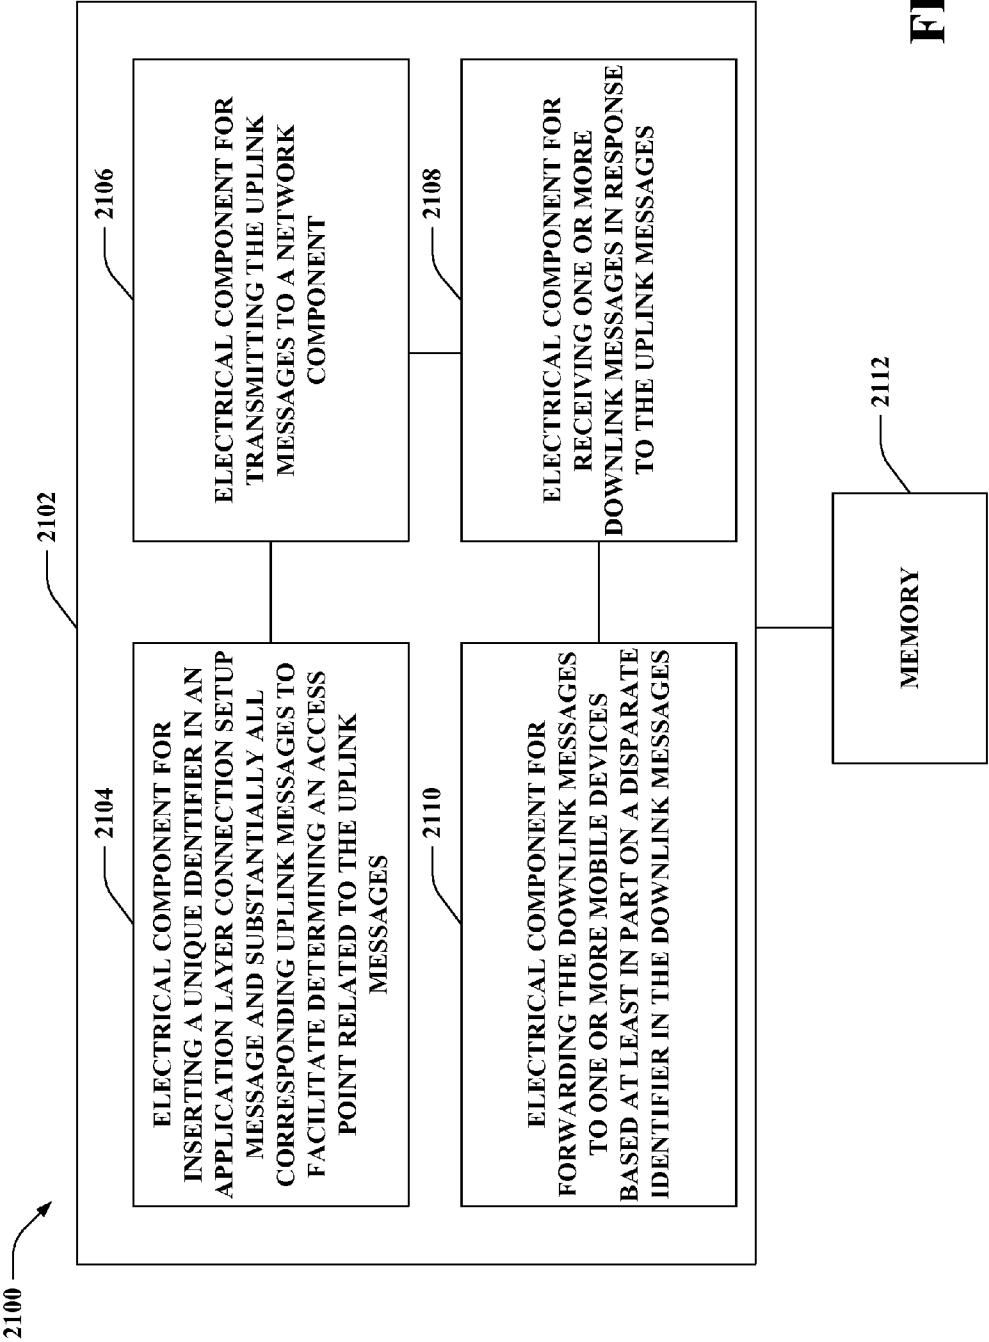 2100
2102
2104
ELECTRICAL COMPONENT FOR
INSERTING A UNIQUE IDENTIFIER IN AN
APPLICATION LAYER CONNECTION SETUP
MESSAGE AND SUBSTANTIALLY ALL
CORRESPONDING UPLINK MESSAGES TO
FACILITATE DETERMINING AN ACCESS
POINT RELATED TO THE UPLINK
MESSAGES
2106
ELECTRICAL COMPONENT FOR
TRANSMITTING THE UPLINK
MESSAGES TO A NETWORK
COMPONENT
2110
ELECTRICAL COMPONENT FOR
FORWARDING THE DOWNLINK MESSAGES
TO ONE OR MORE MOBILE DEVICES
BASED AT LEAST IN PART ON A DISPARATE
IDENTIFIER IN THE DOWNLINK MESSAGES
2108
ELECTRICAL COMPONENT FOR
RECEIVING ONE OR MORE
DOWNLINK MESSAGES IN RESPONSE
TO THE UPLINK MESSAGES
2112
MEMORY